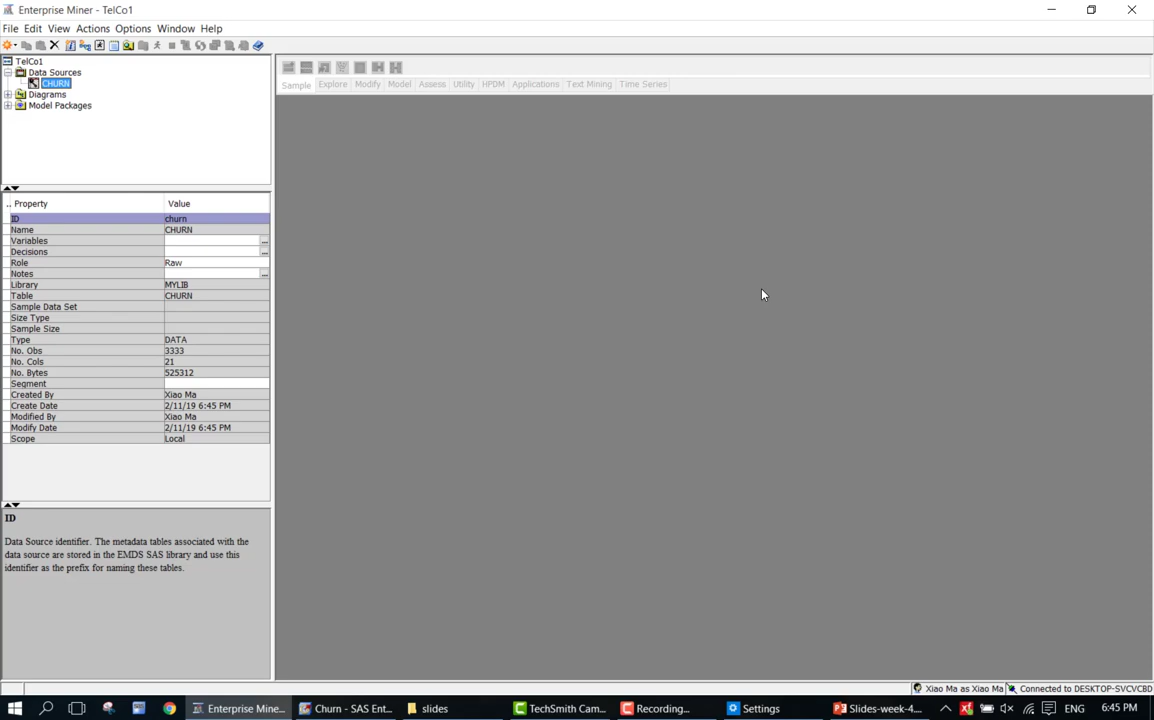 Enterprise Miner - TelCo1
File Edit View Actions Options Window Help
TelCo1
Data Sources
CHURN
Diagrams
Model Packages
Sample Explore Modify Model Assess Utility HPDM Applications Text Mining Time Series
.. Property Value
ID churn
Name CHURN
Variables ...
Decisions ...
Role Raw
Notes ...
Library MYLIB
Table CHURN
Sample Data Set
Size Type
Sample Size
Type DATA
No. Obs 3333
No. Cols 21
No. Bytes 525312
Segment
Created By Xiao Ma
Create Date 2/11/19 6:45 PM
Modified By Xiao Ma
Modify Date 2/11/19 6:45 PM
Scope Local
ID
Data Source identifier. The metadata tables associated with the
data source are stored in the EMDS SAS library and use this
identifier as the prefix for naming these tables.
Xiao Ma as Xiao Ma Connected to DESKTOP-SVCVCBD
Enterprise Mine... Churn - SAS Ent... slides TechSmith Cam... Recording... Settings Slides-week-4.... ENG 6:45 PM